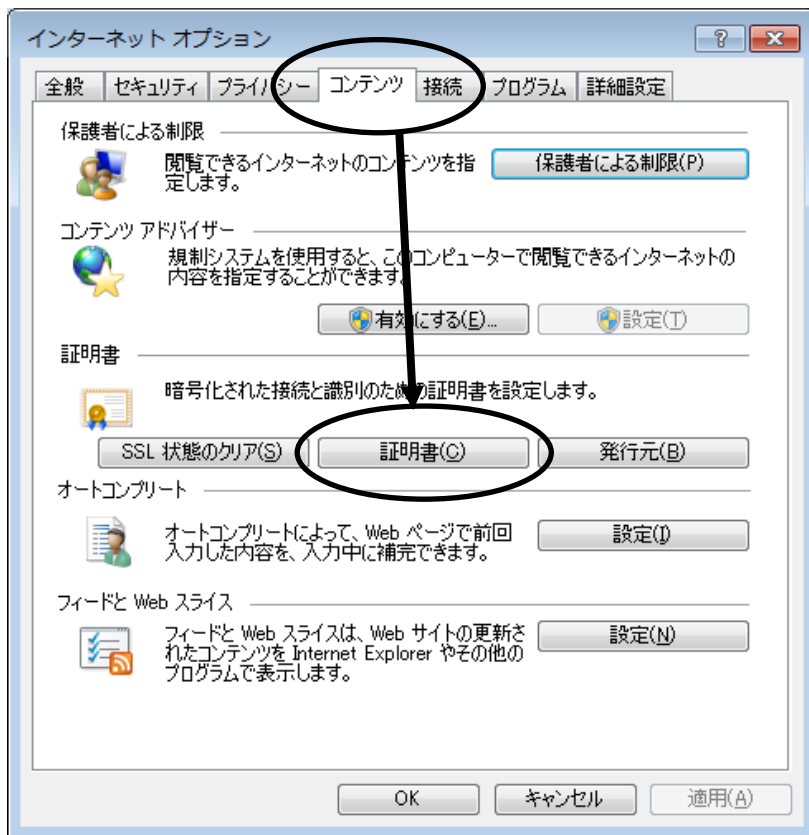 インターネット オプション
全般 セキュリティ プライバシー コンテンツ 接続 プログラム 詳細設定
保護者による制限
閲覧できるインターネットのコンテンツを指
定します。
保護者による制限(P)
コンテンツ アドバイザー
規制システムを使用すると、このコンピューターで閲覧できるインターネットの
内容を指定することができます。
有効にする(E)...
設定(T)
証明書
暗号化された接続と識別のための証明書を設定します。
SSL 状態のクリア(S)
証明書(C)
発行元(B)
オートコンプリート
オートコンプリートによって、Web ページで前回
入力した内容を、入力中に補完できます。
設定(I)
フィードと Web スライス
フィードと Web スライスは、Web サイトの更新さ
れたコンテンツを Internet Explorer やその他の
プログラムで表示します。
設定(N)
OK
キャンセル
適用(A)